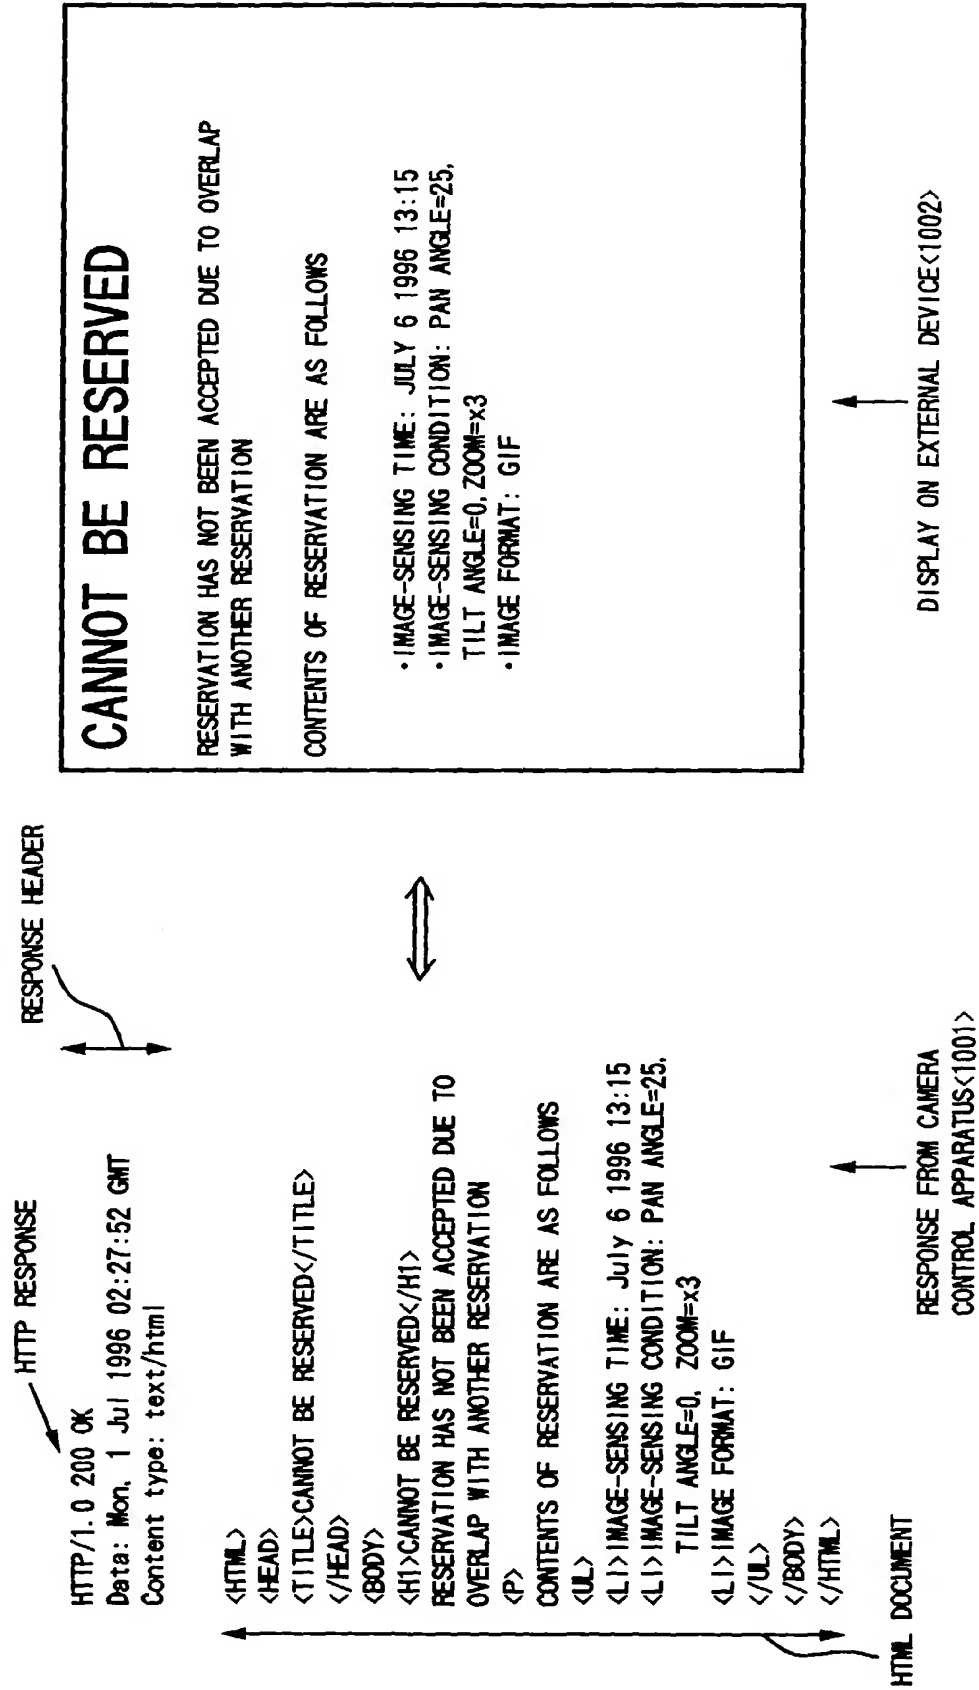 HTTP RESPONSE
RESPONSE HEADER
HTTP/1.0 200 OK
Data: Mon, 1 Jul 1996 02:27:52 GMT
Content type: text/html
<HTML>
<HEAD>
<TITLE>CANNOT BE RESERVED</TITLE>
</HEAD>
<BODY>
<H1>CANNOT BE RESERVED</H1>
RESERVATION HAS NOT BEEN ACCEPTED DUE TO
OVERLAP WITH ANOTHER RESERVATION
<P>
CONTENTS OF RESERVATION ARE AS FOLLOWS
<UL>
<LI>IMAGE-SENSING TIME: July 6 1996 13:15
<LI>IMAGE-SENSING CONDITION: PAN ANGLE=25,
TILT ANGLE=0, ZOOM=x3
<LI>IMAGE FORMAT: GIF
</UL>
</BODY>
</HTML>
HTML DOCUMENT
RESPONSE FROM CAMERA
CONTROL APPARATUS<1001>
CANNOT BE RESERVED
RESERVATION HAS NOT BEEN ACCEPTED DUE TO OVERLAP
WITH ANOTHER RESERVATION
CONTENTS OF RESERVATION ARE AS FOLLOWS
・IMAGE-SENSING TIME: JULY 6 1996 13:15
・IMAGE-SENSING CONDITION: PAN ANGLE=25,
TILT ANGLE=0, ZOOM=x3
・IMAGE FORMAT: GIF
DISPLAY ON EXTERNAL DEVICE<1002>